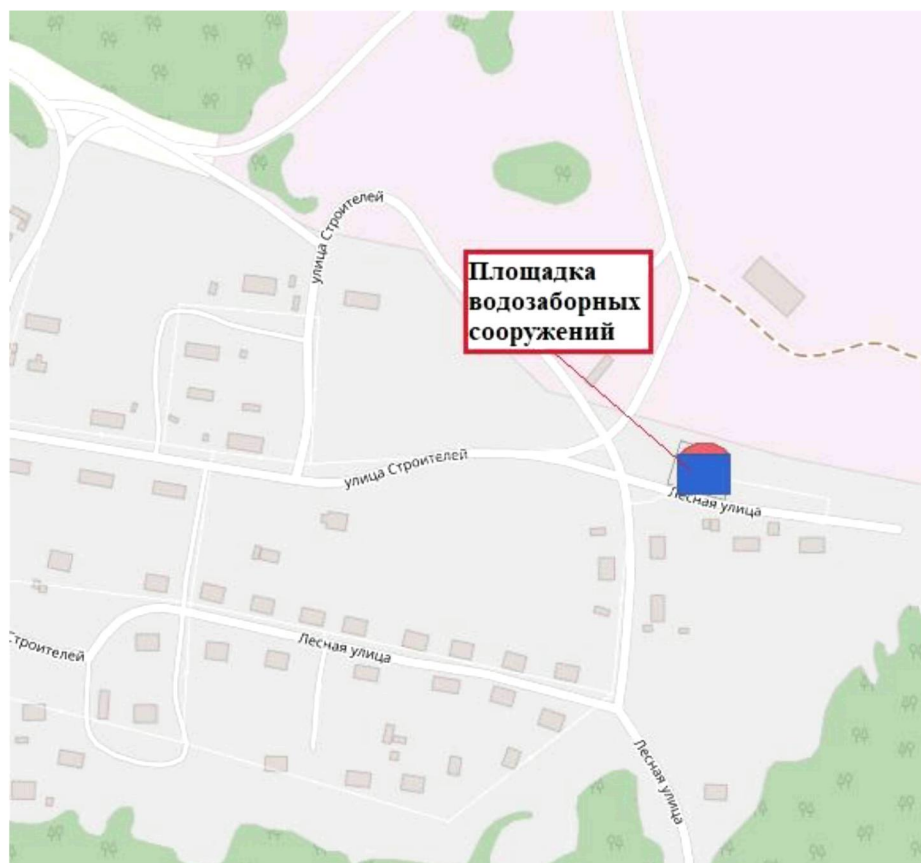 улица Строителей
Площадка
водозаборных
сооружений
улица Строителей
Лесная улица
Лесная улица
Строителей
Лесная улица